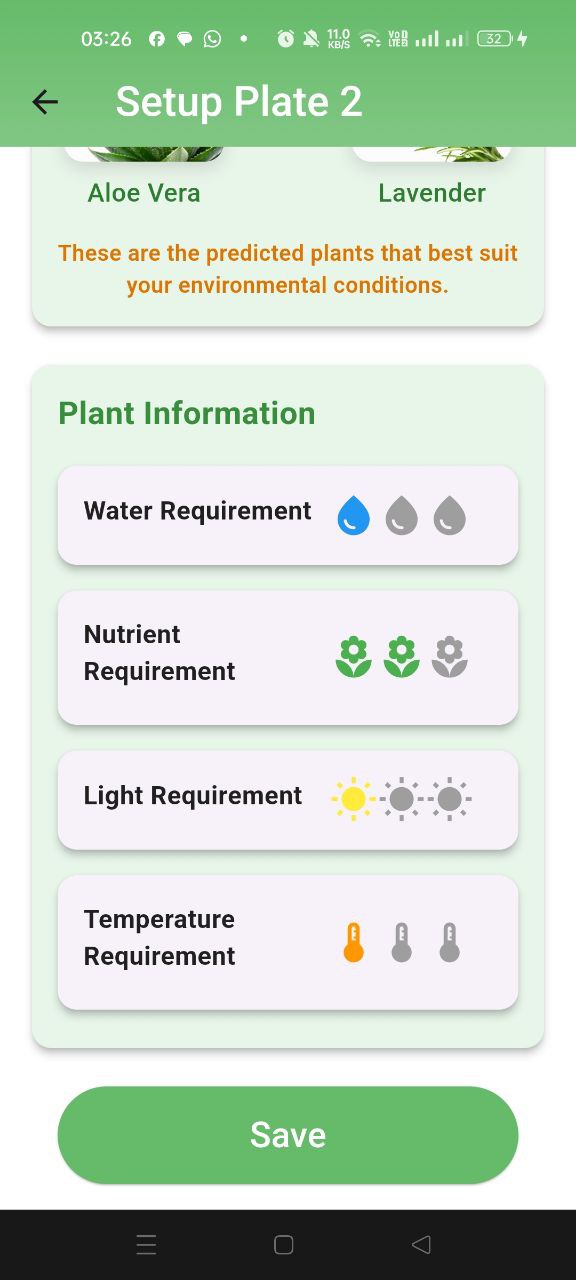 03:26
11.0
KB/S
Vo
LTE 2
32
Setup Plate 2
Aloe Vera
Lavender
These are the predicted plants that best suit
your environmental conditions.
Plant Information
Water Requirement
Nutrient
Requirement
Light Requirement
Temperature
Requirement
Save